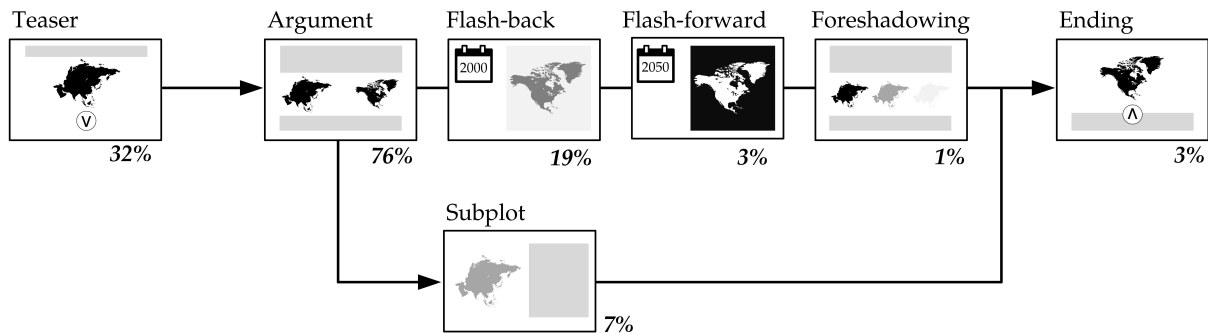 Teaser
Argument
Flash-back
Flash-forward
Foreshadowing
Ending
2000
2050
V
Λ
32%
76%
19%
3%
1%
3%
Subplot
7%